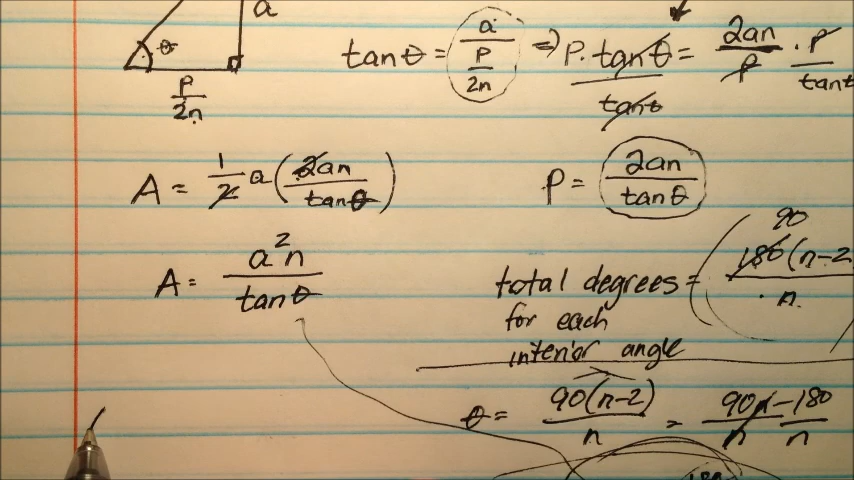 a
θ
P/2n
tanθ = a/(P/2n) ⇒ P·tanθ/tanθ = 2an/P · P/tan
A = 1/2 a(2an/tanθ)
P = 2an/tanθ
A = a²n/tanθ
90
total degrees = 180(n-2/n
for each
interior angle
θ = 90(n-2)/n = 90n/n - 180/n